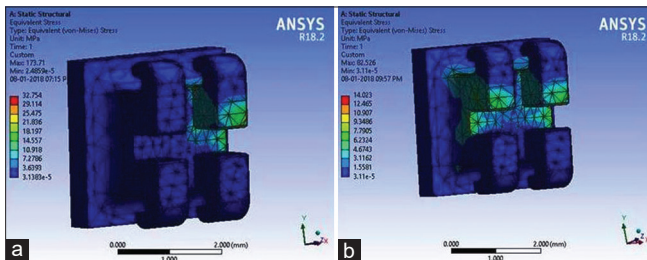 A: Static Structural
Equivalent Stress
Type: Equivalent (von-Mises) Stress
Unit: MPa
Time: 1
Custom
Max: 173.71
Min: 2.4859e-5
08-01-2018 07:15 P
ANSYS
R18.2
32.754
29.114
25.475
21.836
18.197
14.557
10.918
7.2786
3.6393
3.1383e-5
0.000
2.000 (mm)
1.000
Y
Z
X
a
A: Static Structural
Equivalent Stress
Type: Equivalent (von-Mises) Stress
Unit: MPa
Time: 1
Custom
Max: 82.526
Min: 3.11e-5
08-01-2018 09:57 PM
ANSYS
R18.2
14.023
12.465
10.907
9.3486
7.7905
6.2324
4.6743
3.1162
1.5581
3.11e-5
0.000
2.000 (mm)
1.000
Y
Z
X
b